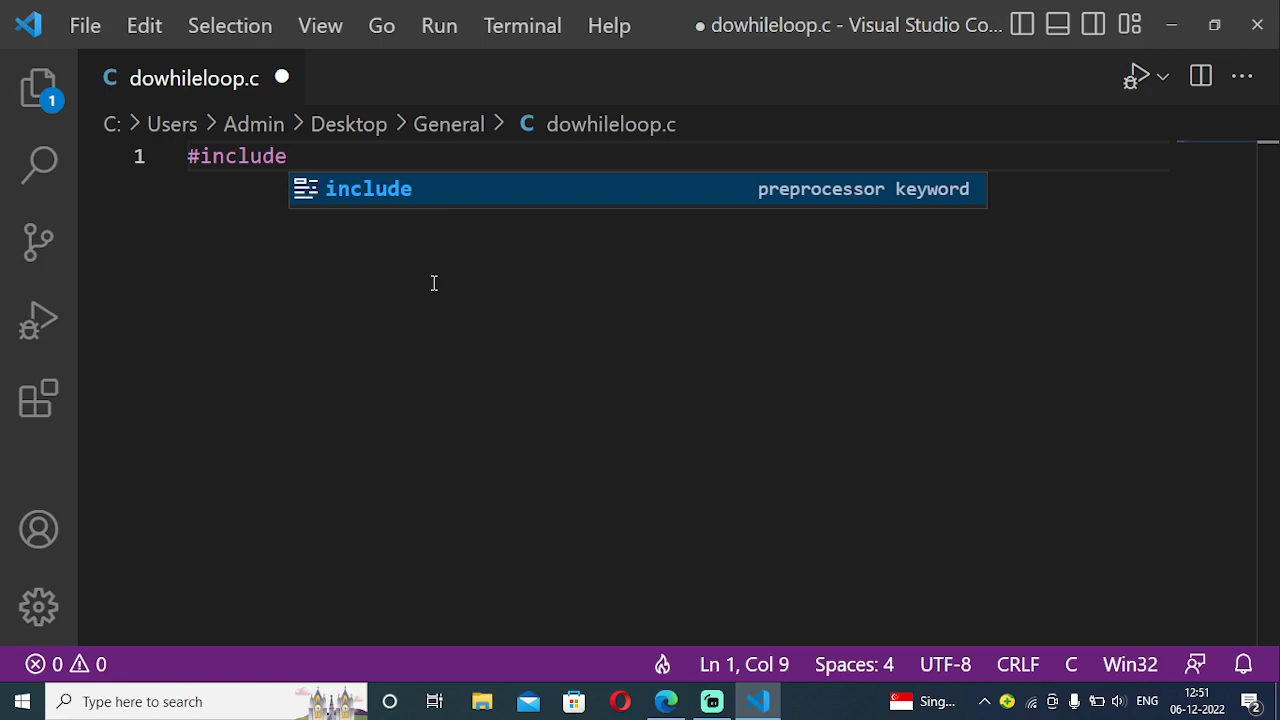 File Edit Selection View Go Run Terminal Help ● dowhileloop.c - Visual Studio Co...
C dowhileloop.c
C: > Users > Admin > Desktop > General > C dowhileloop.c
1 #include
include preprocessor keyword
1
0 0 Ln 1, Col 9 Spaces: 4 UTF-8 CRLF C Win32
Type here to search Sing... ENG 12:51
06-12-2022 2